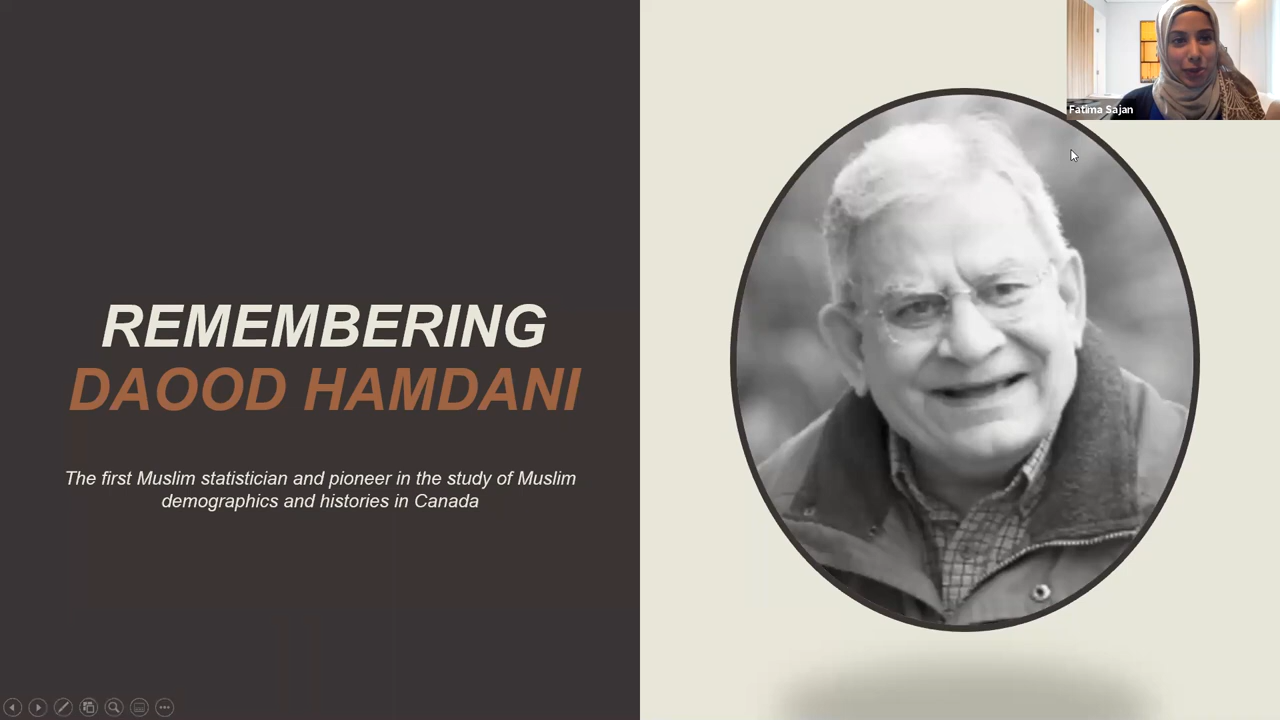 Fatima Sajan
REMEMBERING
DAOOD HAMDANI
The first Muslim statistician and pioneer in the study of Muslim
demographics and histories in Canada